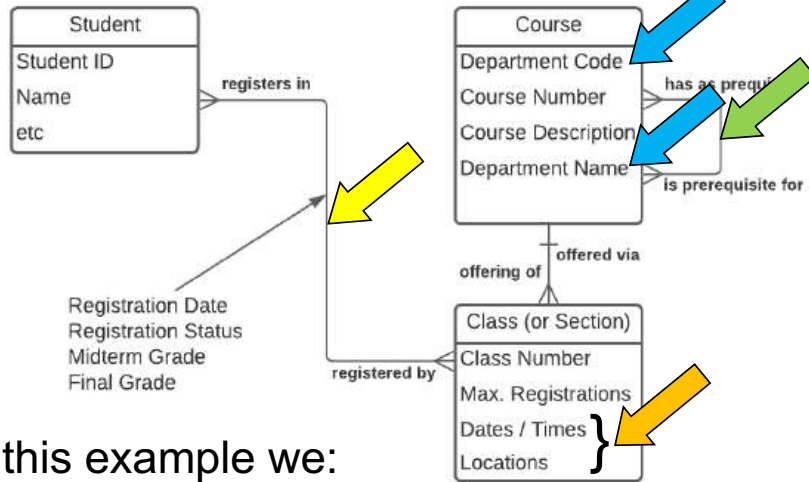 Student
Student ID
Name
etc
registers in
Course
Department Code
Course Number
Course Description
Department Name
has as
is prerequisite for
offered via
offering of
Registration Date
Registration Status
Midterm Grade
Final Grade
registered by
Class (or Section)
Class Number
Max. Registrations
Dates / Times
Locations
}
this example we: